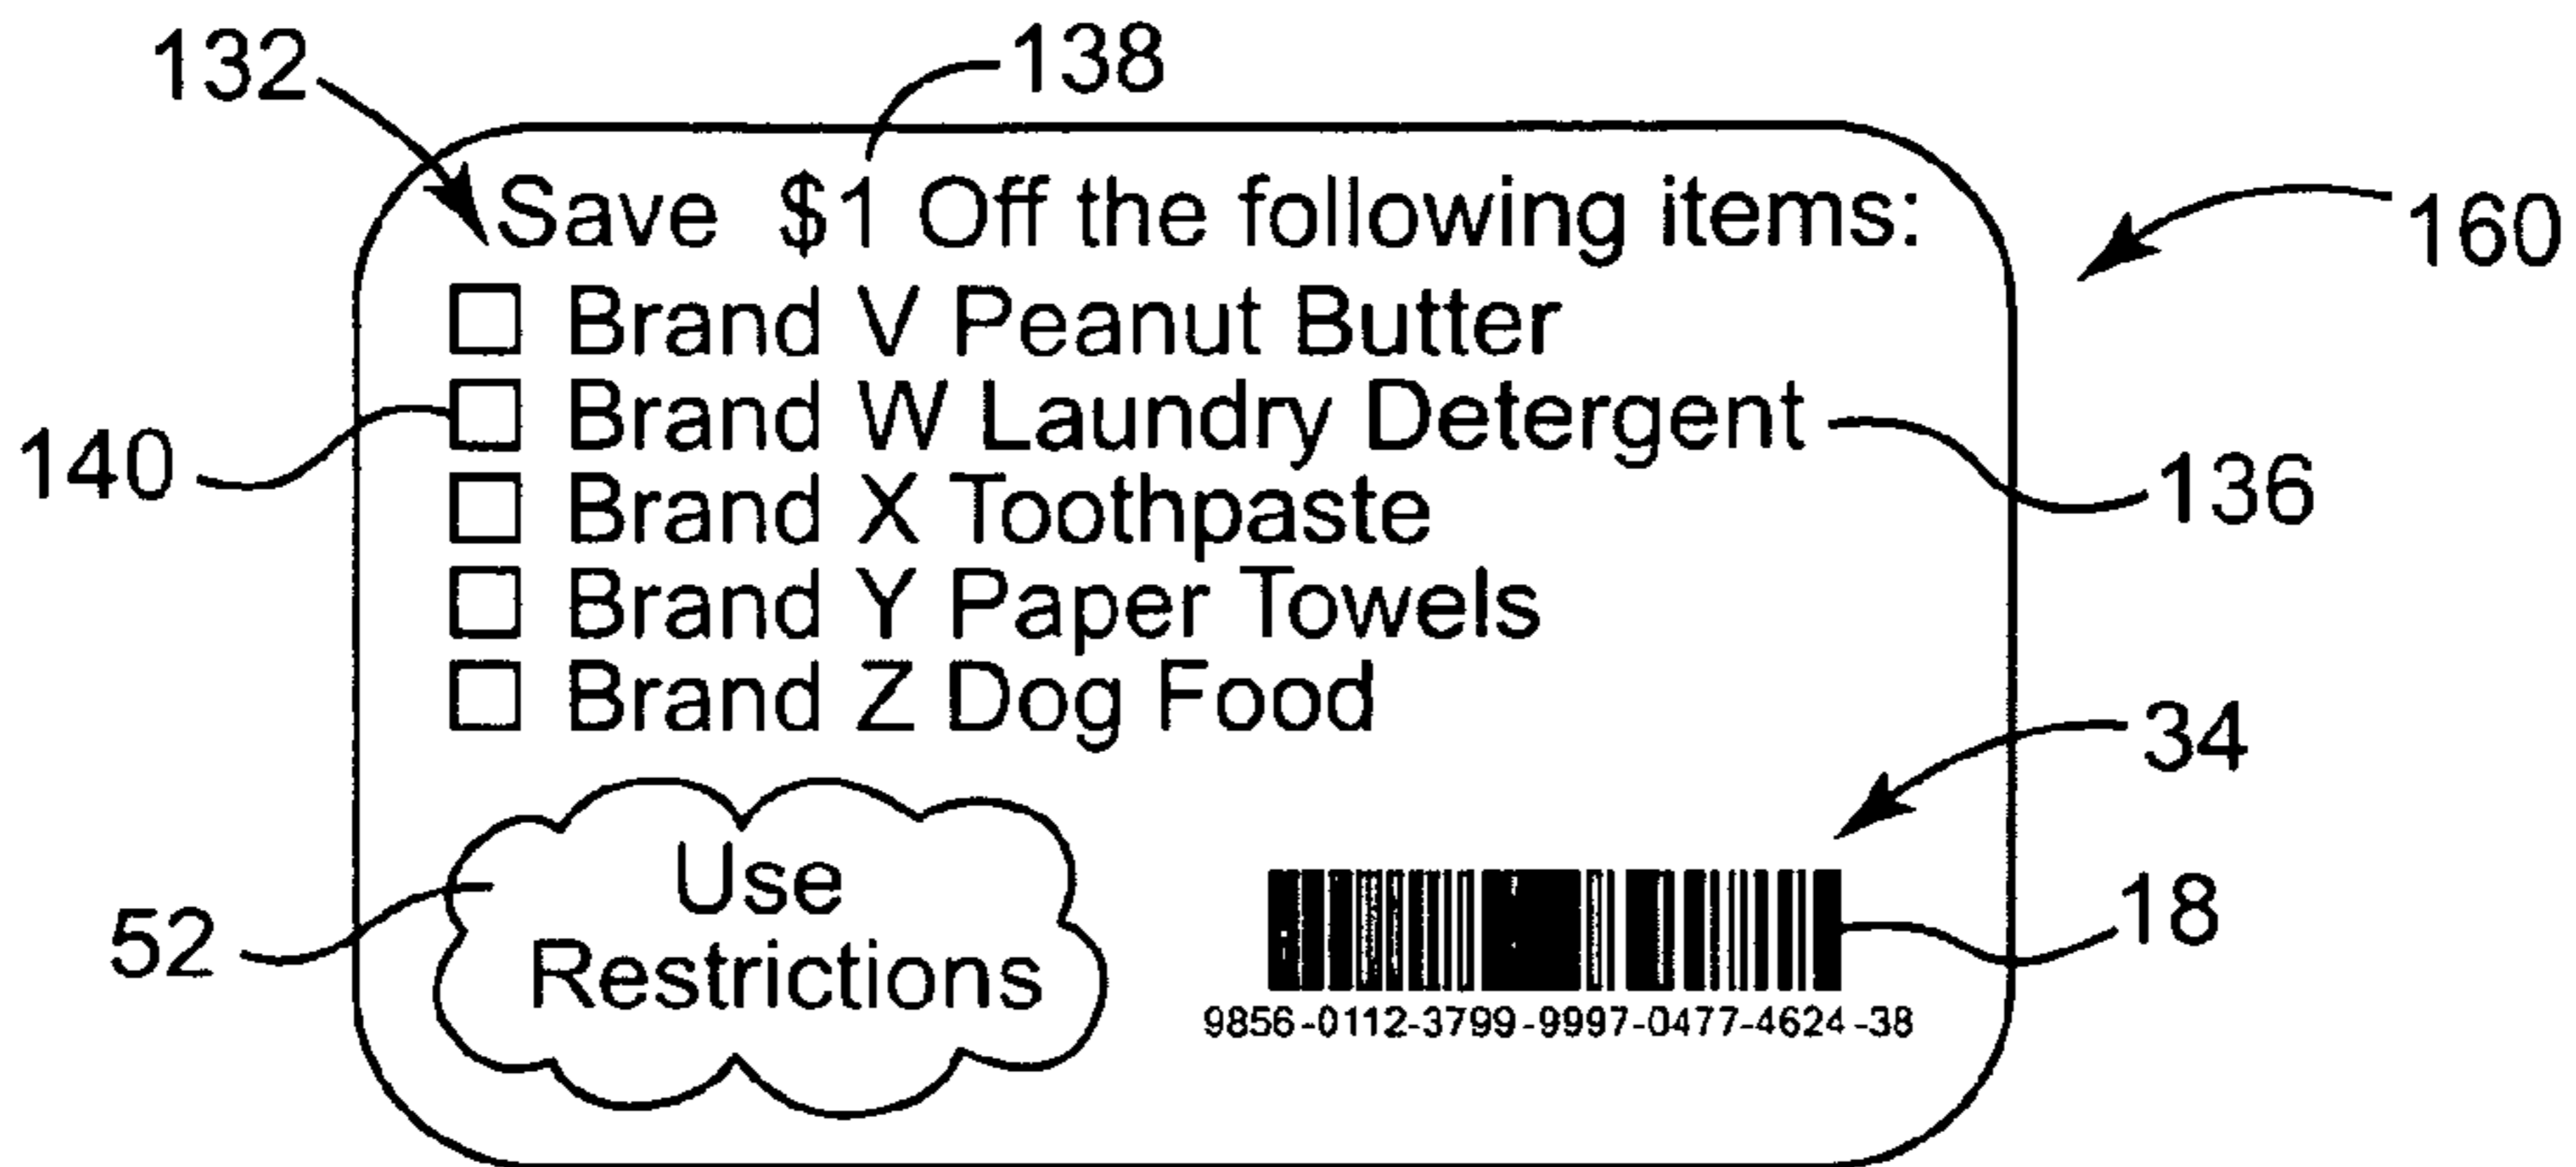 132
138
Save $1 Off the following items:
160
Brand V Peanut Butter
140
Brand W Laundry Detergent
136
Brand X Toothpaste
Brand Y Paper Towels
Brand Z Dog Food
34
52
Use
Restrictions
18
9856-0112-3799-9997-0477-4624-38